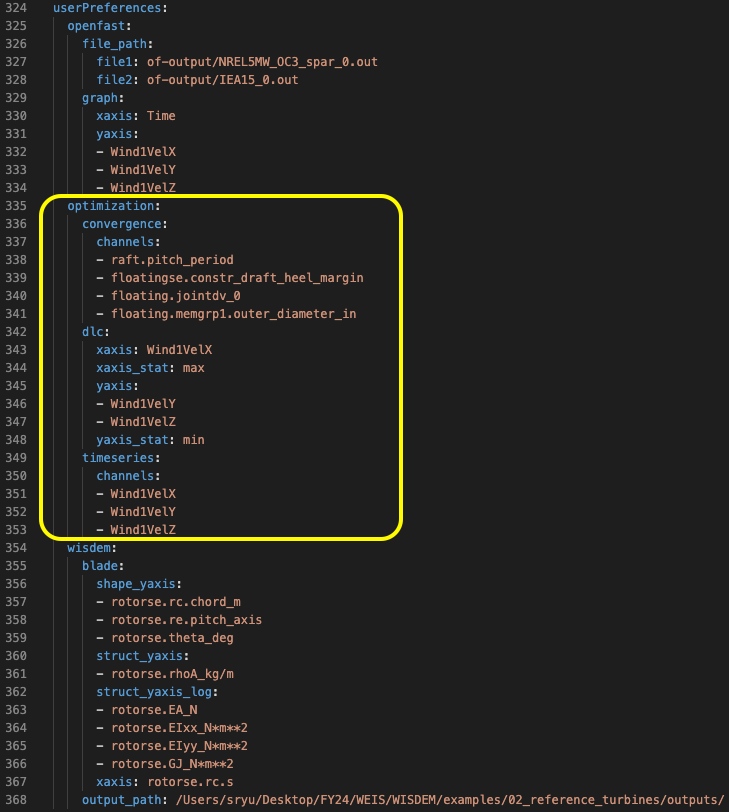 324 userPreferences:
325   openfast:
326     file_path:
327       file1: of-output/NREL5MW_OC3_spar_0.out
328       file2: of-output/IEA15_0.out
329     graph:
330       xaxis: Time
331       yaxis:
332       - Wind1VelX
333       - Wind1VelY
334       - Wind1VelZ
335   optimization:
336     convergence:
337       channels:
338       - raft.pitch_period
339       - floatingse.constr_draft_heel_margin
340       - floating.jointdv_0
341       - floating.memgrp1.outer_diameter_in
342     dlc:
343       xaxis: Wind1VelX
344       xaxis_stat: max
345       yaxis:
346       - Wind1VelY
347       - Wind1VelZ
348       yaxis_stat: min
349     timeseries:
350       channels:
351       - Wind1VelX
352       - Wind1VelY
353       - Wind1VelZ
354   wisdem:
355     blade:
356       shape_yaxis:
357       - rotorse.rc.chord_m
358       - rotorse.re.pitch_axis
359       - rotorse.theta_deg
360       struct_yaxis:
361       - rotorse.rhoA_kg/m
362       struct_yaxis_log:
363       - rotorse.EA_N
364       - rotorse.EIxx_N*m**2
365       - rotorse.EIyy_N*m**2
366       - rotorse.GJ_N*m**2
367       xaxis: rotorse.rc.s
368     output_path: /Users/sryu/Desktop/FY24/WEIS/WISDEM/examples/02_reference_turbines/outputs/